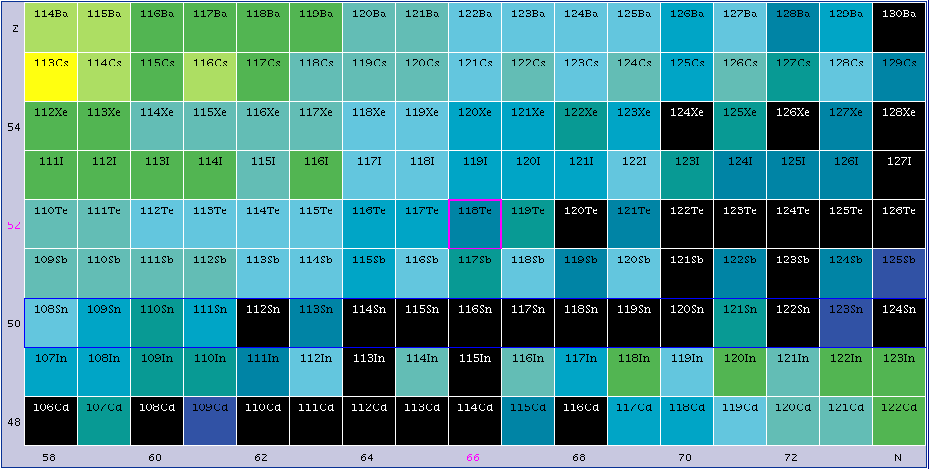 Z 114Ba 115Ba 116Ba 117Ba 118Ba 119Ba 120Ba 121Ba 122Ba 123Ba 124Ba 125Ba 126Ba 127Ba 128Ba 129Ba 130Ba
113Cs 114Cs 115Cs 116Cs 117Cs 118Cs 119Cs 120Cs 121Cs 122Cs 123Cs 124Cs 125Cs 126Cs 127Cs 128Cs 129Cs
54 112Xe 113Xe 114Xe 115Xe 116Xe 117Xe 118Xe 119Xe 120Xe 121Xe 122Xe 123Xe 124Xe 125Xe 126Xe 127Xe 128Xe
111I 112I 113I 114I 115I 116I 117I 118I 119I 120I 121I 122I 123I 124I 125I 126I 127I
52 110Te 111Te 112Te 113Te 114Te 115Te 116Te 117Te 118Te 119Te 120Te 121Te 122Te 123Te 124Te 125Te 126Te
109Sb 110Sb 111Sb 112Sb 113Sb 114Sb 115Sb 116Sb 117Sb 118Sb 119Sb 120Sb 121Sb 122Sb 123Sb 124Sb 125Sb
50 108Sn 109Sn 110Sn 111Sn 112Sn 113Sn 114Sn 115Sn 116Sn 117Sn 118Sn 119Sn 120Sn 121Sn 122Sn 123Sn 124Sn
107In 108In 109In 110In 111In 112In 113In 114In 115In 116In 117In 118In 119In 120In 121In 122In 123In
48 106Cd 107Cd 108Cd 109Cd 110Cd 111Cd 112Cd 113Cd 114Cd 115Cd 116Cd 117Cd 118Cd 119Cd 120Cd 121Cd 122Cd
58 60 62 64 66 68 70 72 N